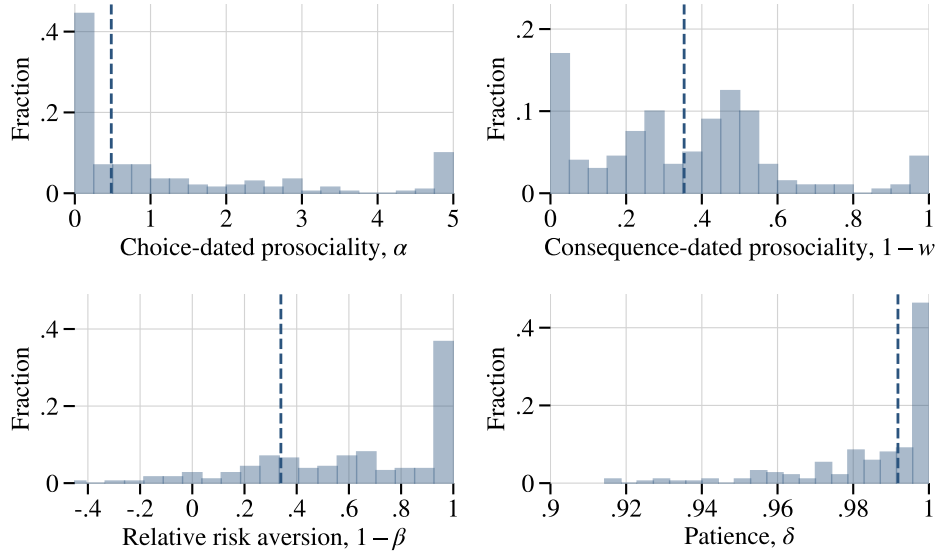 Fraction
.4
.2
0
0 1 2 3 4 5
Choice-dated prosociality, α
Fraction
.2
.1
0
0 .2 .4 .6 .8 1
Consequence-dated prosociality, 1 − w
Fraction
.4
.2
0
-.4 -.2 0 .2 .4 .6 .8 1
Relative risk aversion, 1 − β
Fraction
.4
.2
0
.9 .92 .94 .96 .98 1
Patience, δ